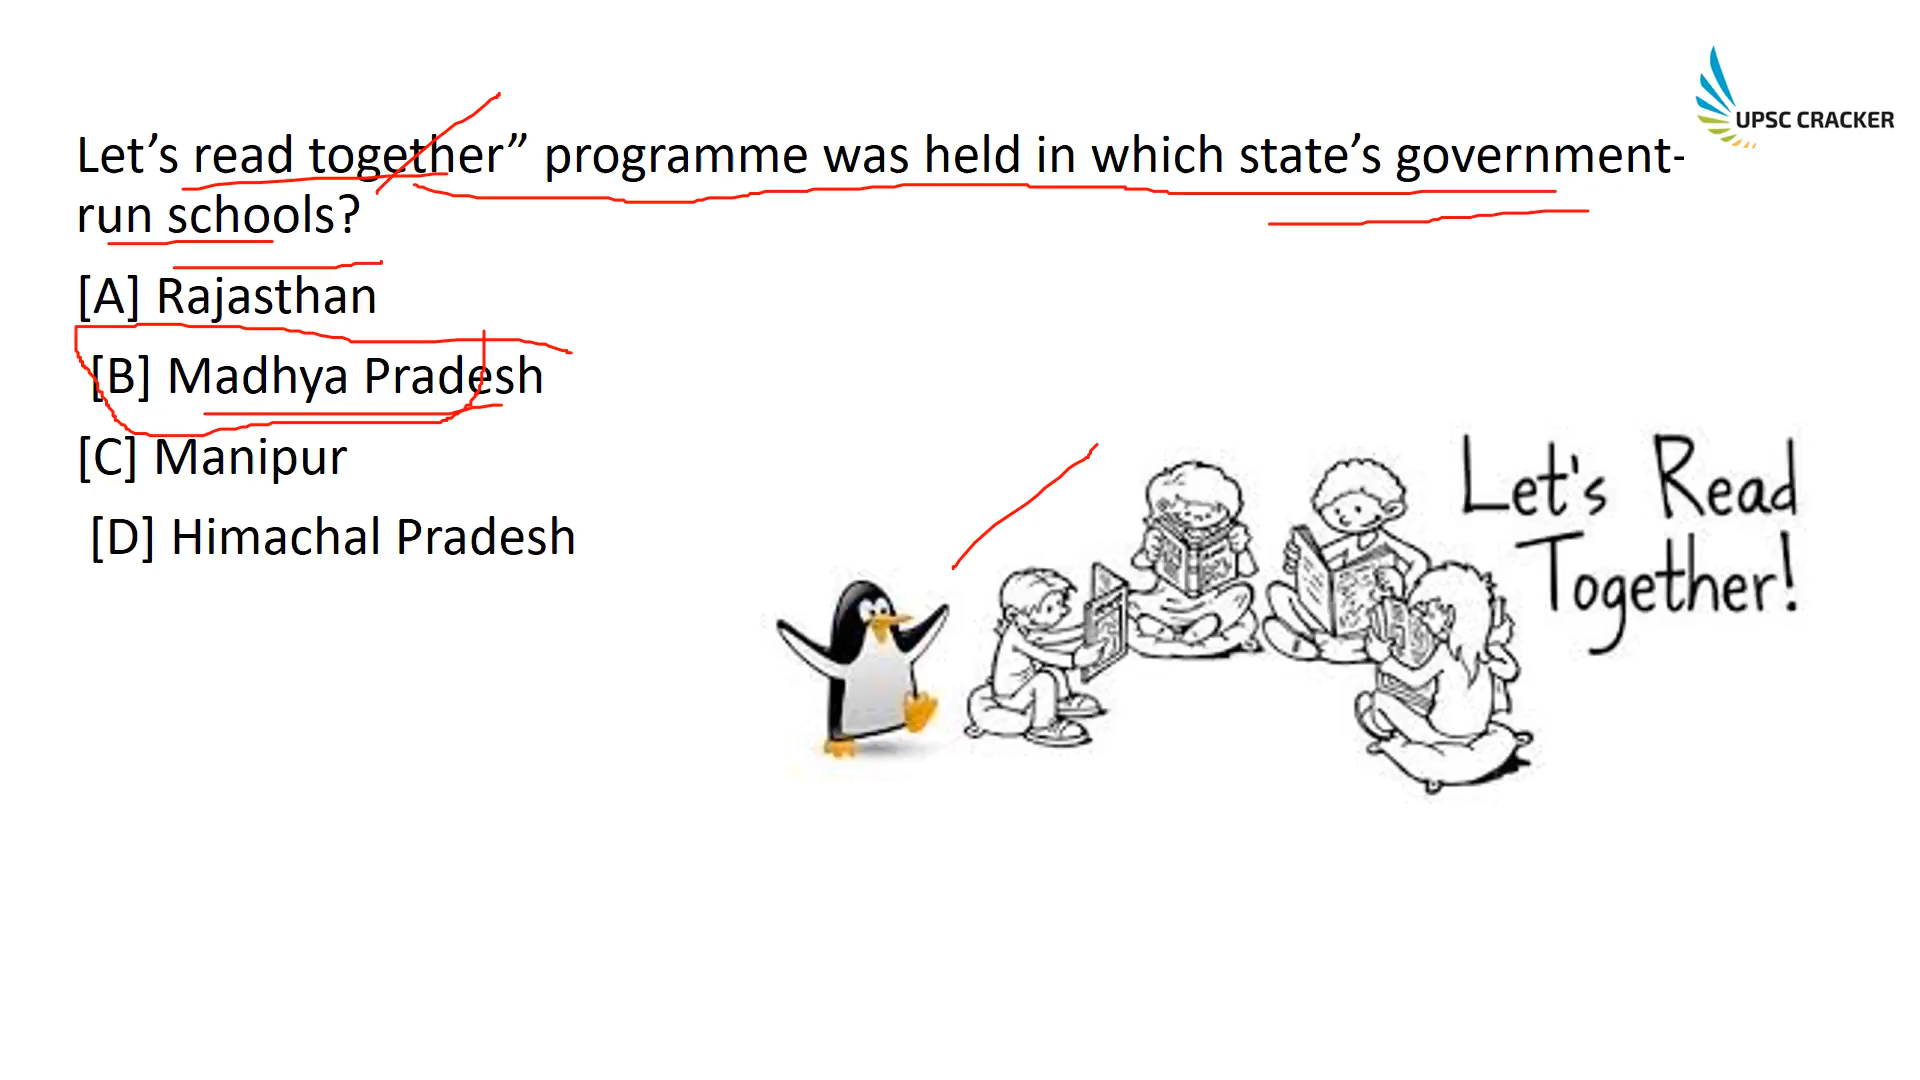 UPSC CRACKER
Let’s read together” programme was held in which state’s government-
run schools?
[A] Rajasthan
[B] Madhya Pradesh
[C] Manipur
[D] Himachal Pradesh
Let's Read
Together!